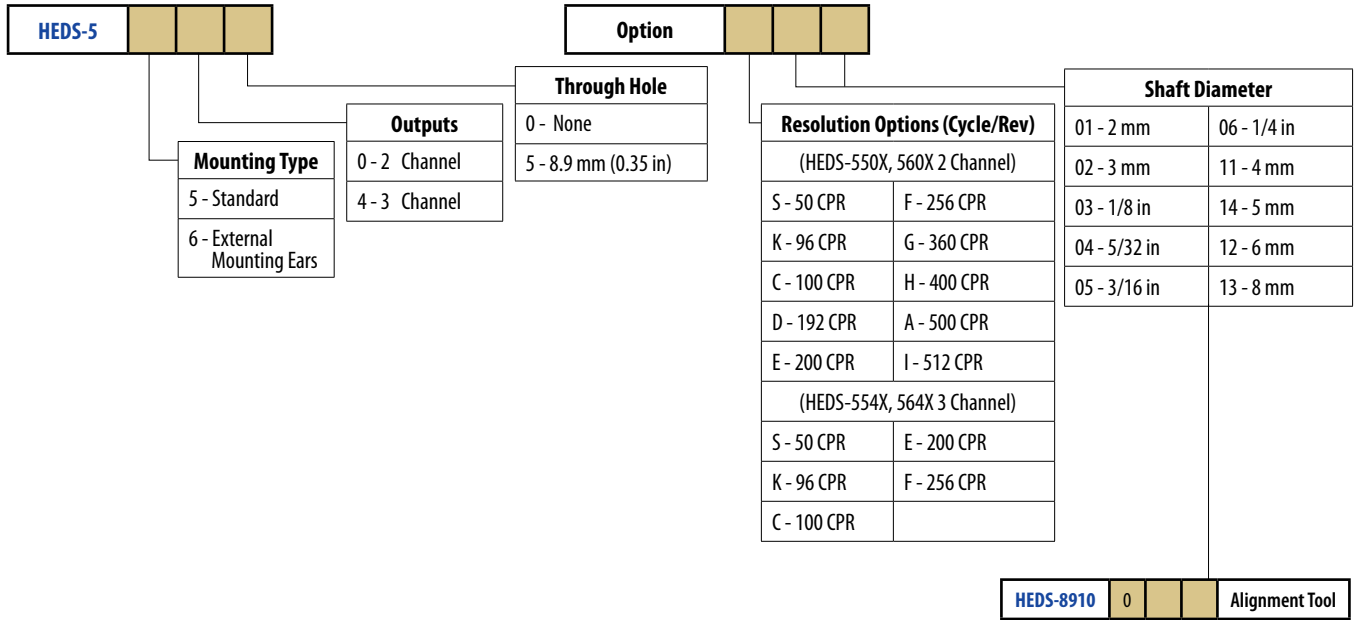 HEDS-5
Option
Through Hole
0 - None
5 - 8.9 mm (0.35 in)
Outputs
0 - 2 Channel
4 - 3 Channel
Mounting Type
5 - Standard
6 - External
Mounting Ears
Resolution Options (Cycle/Rev)
(HEDS-550X, 560X 2 Channel)
S - 50 CPR F - 256 CPR
K - 96 CPR G - 360 CPR
C - 100 CPR H - 400 CPR
D - 192 CPR A - 500 CPR
E - 200 CPR I - 512 CPR
(HEDS-554X, 564X 3 Channel)
S - 50 CPR E - 200 CPR
K - 96 CPR F - 256 CPR
C - 100 CPR
Shaft Diameter
01 - 2 mm 06 - 1/4 in
02 - 3 mm 11 - 4 mm
03 - 1/8 in 14 - 5 mm
04 - 5/32 in 12 - 6 mm
05 - 3/16 in 13 - 8 mm
HEDS-8910 0 Alignment Tool